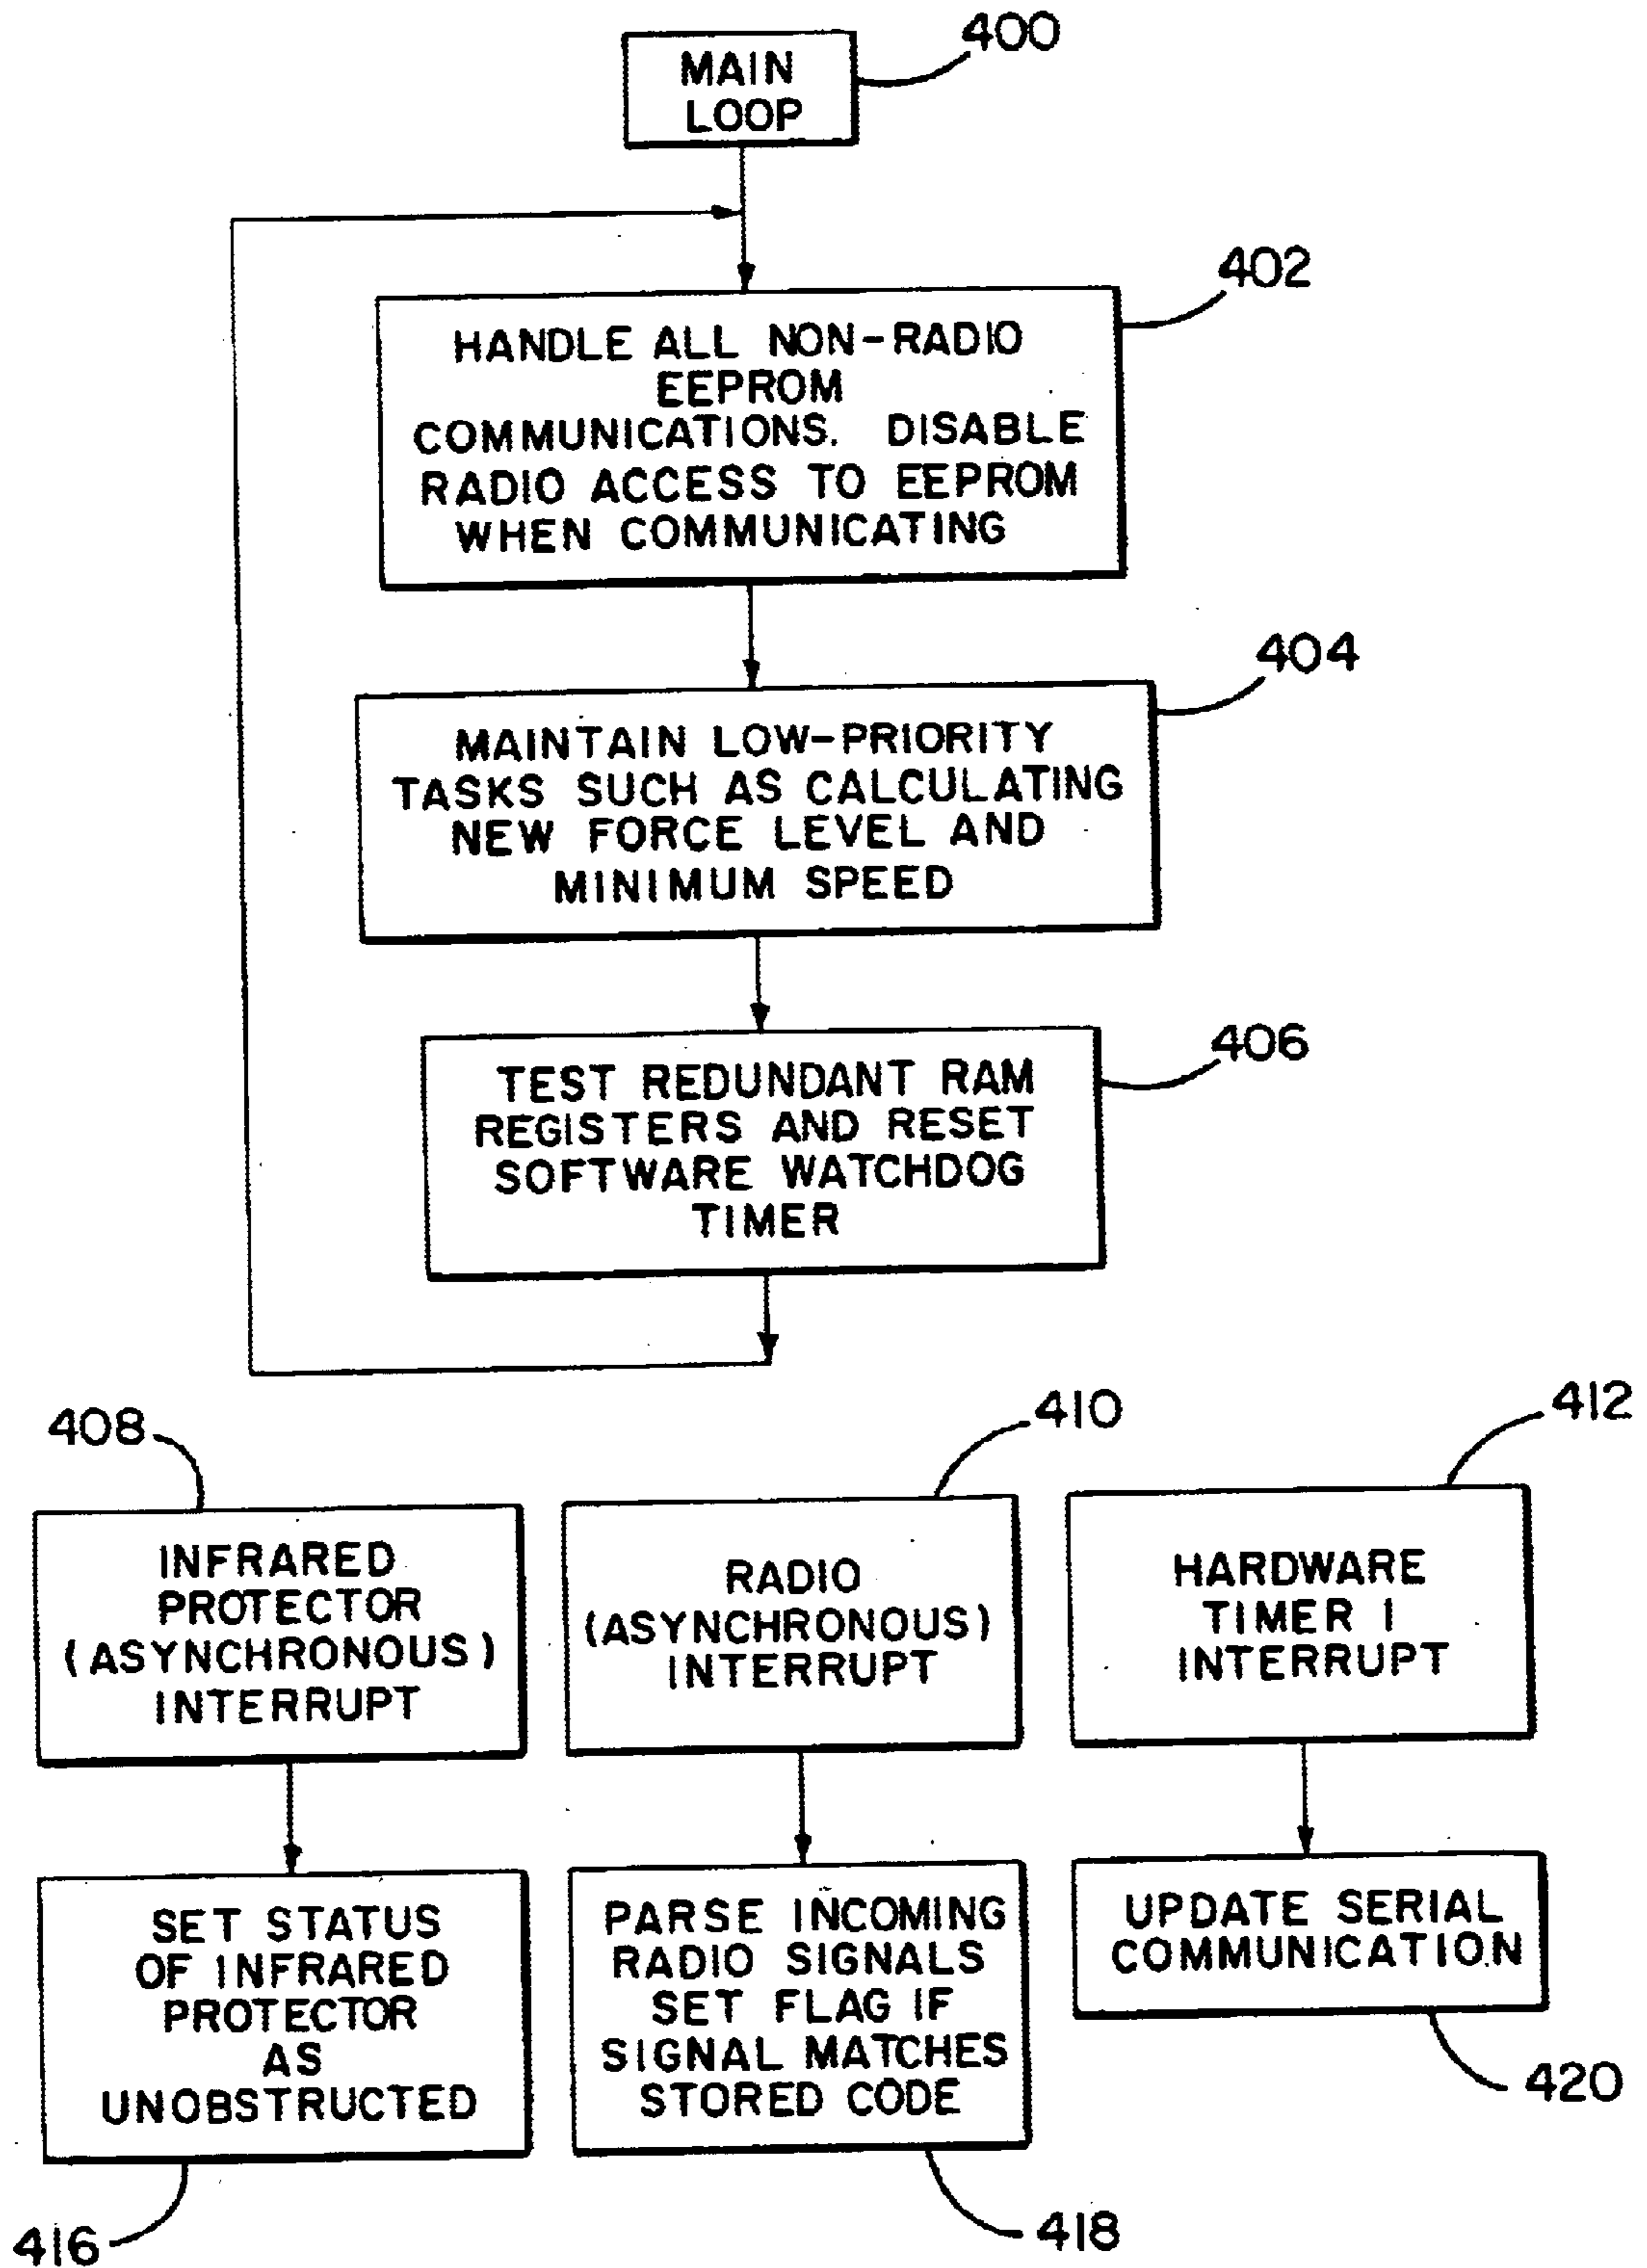 400
MAIN
LOOP
402
HANDLE ALL NON-RADIO
EEPROM
COMMUNICATIONS. DISABLE
RADIO ACCESS TO EEPROM
WHEN COMMUNICATING
404
MAINTAIN LOW-PRIORITY
TASKS SUCH AS CALCULATING
NEW FORCE LEVEL AND
MINIMUM SPEED
406
TEST REDUNDANT RAM
REGISTERS AND RESET
SOFTWARE WATCHDOG
TIMER
408
INFRARED
PROTECTOR
(ASYNCHRONOUS)
INTERRUPT
410
RADIO
(ASYNCHRONOUS)
INTERRUPT
412
HARDWARE
TIMER 1
INTERRUPT
SET STATUS
OF INFRARED
PROTECTOR
AS
UNOBSTRUCTED
416
PARSE INCOMING
RADIO SIGNALS
SET FLAG IF
SIGNAL MATCHES
STORED CODE
418
UPDATE SERIAL
COMMUNICATION
420